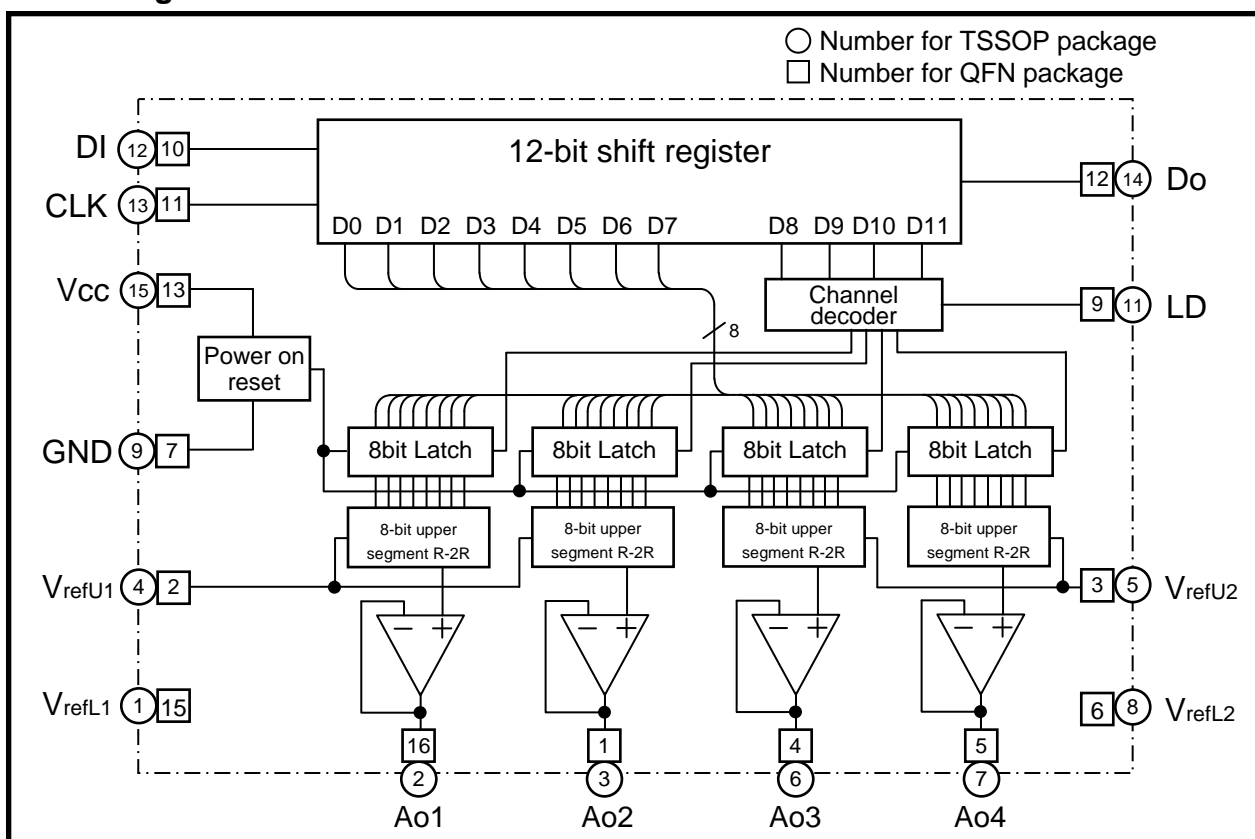 Number for TSSOP package
Number for QFN package
DI 12 10
12-bit shift register
12 14 Do
CLK 13 11
D0 D1 D2 D3 D4 D5 D6 D7 D8 D9 D10 D11
Vcc 15 13
Channel
decoder
9 11 LD
8
Power on
reset
GND 9 7
8bit Latch 8bit Latch 8bit Latch 8bit Latch
8-bit upper 8-bit upper 8-bit upper 8-bit upper
segment R-2R segment R-2R segment R-2R segment R-2R
VrefU1 4 2
3 5 VrefU2
− + − + − + − +
VrefL1 1 15
6 8 VrefL2
16 1 4 5
2 3 6 7
Ao1 Ao2 Ao3 Ao4